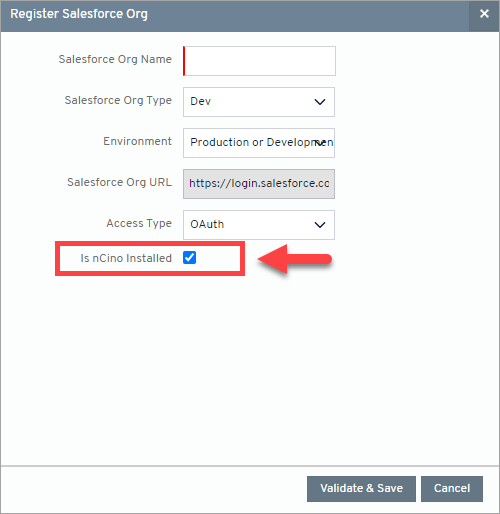 Register Salesforce Org
Salesforce Org Name
Salesforce Org Type Dev
Environment Production or Developmen
Salesforce Org URL https://login.salesforce.co
Access Type OAuth
Is nCino Installed
Validate & Save Cancel